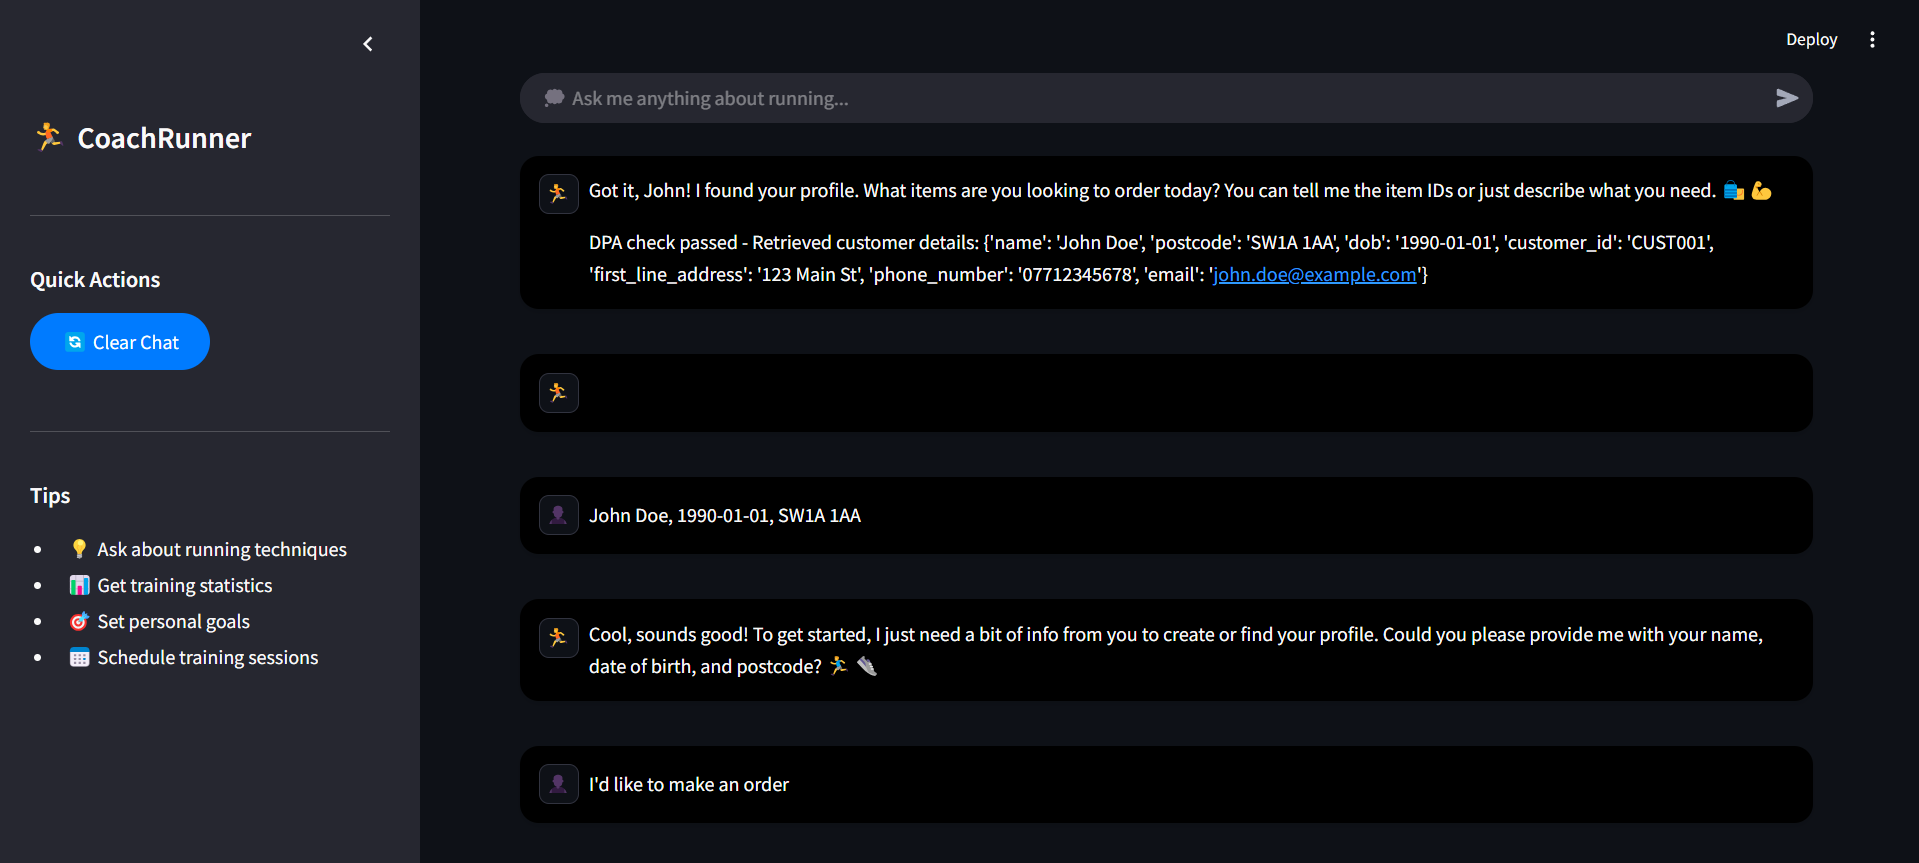 CoachRunner
Quick Actions
Clear Chat
Tips
Ask about running techniques
Get training statistics
Set personal goals
Schedule training sessions
Deploy
Ask me anything about running...
Got it, John! I found your profile. What items are you looking to order today? You can tell me the item IDs or just describe what you need.
DPA check passed - Retrieved customer details: {'name': 'John Doe', 'postcode': 'SW1A 1AA', 'dob': '1990-01-01', 'customer_id': 'CUST001',
'first_line_address': '123 Main St', 'phone_number': '07712345678', 'email': 'john.doe@example.com'}
John Doe, 1990-01-01, SW1A 1AA
Cool, sounds good! To get started, I just need a bit of info from you to create or find your profile. Could you please provide me with your name,
date of birth, and postcode?
I'd like to make an order